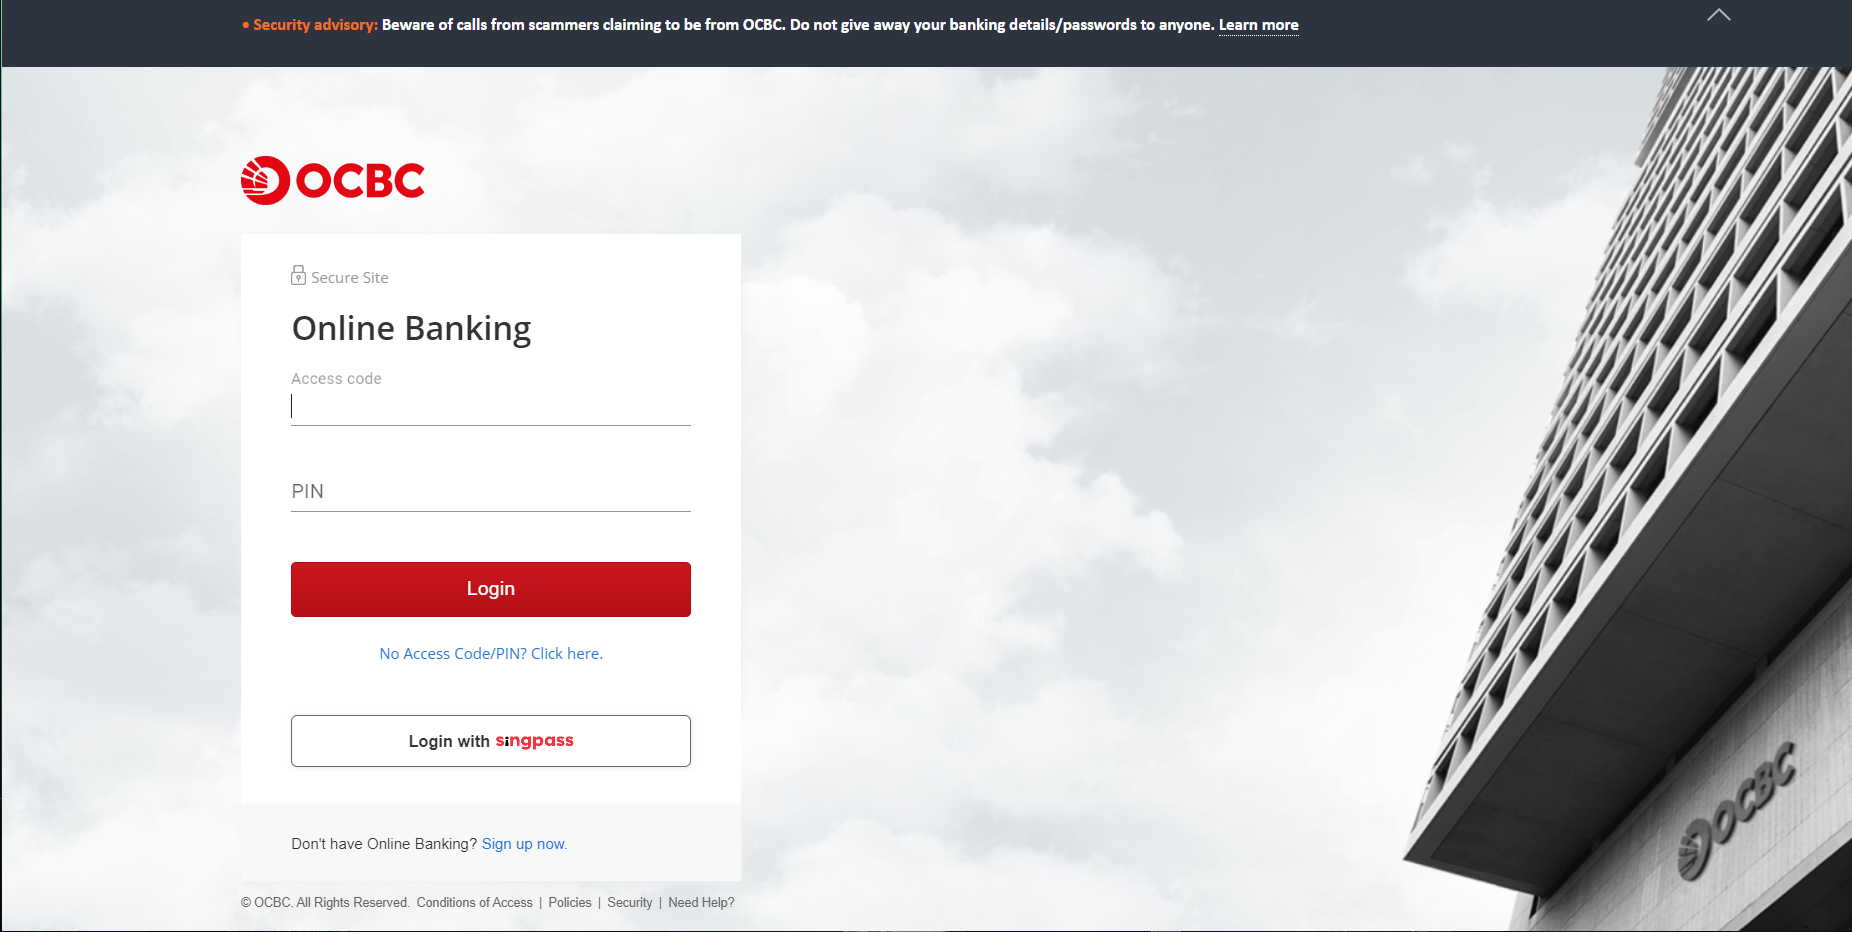 • Security advisory: Beware of calls from scammers claiming to be from OCBC. Do not give away your banking details/passwords to anyone. Learn more
OCBC
Secure Site
Online Banking
Access code
PIN
Login
No Access Code/PIN? Click here.
Login with singpass
Don't have Online Banking? Sign up now.
© OCBC. All Rights Reserved. Conditions of Access | Policies | Security | Need Help?
OCBC